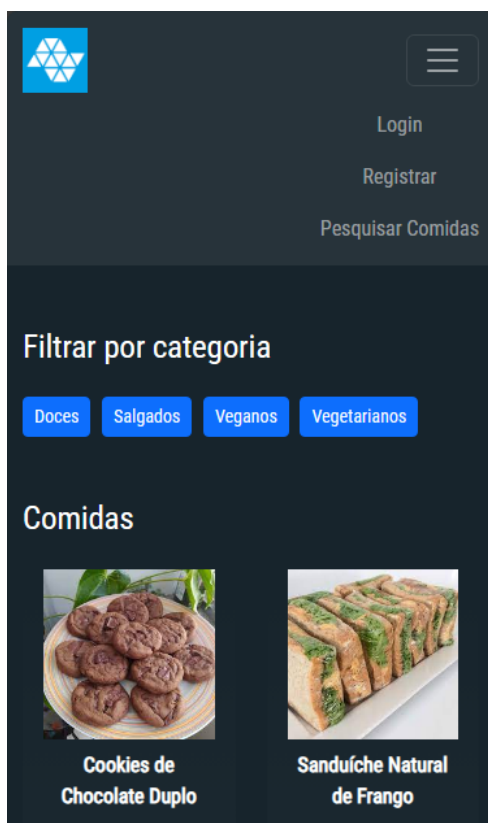 Login
Registrar
Pesquisar Comidas
Filtrar por categoria
Doces Salgados Veganos Vegetarianos
Comidas
Cookies de
Chocolate Duplo
Sanduíche Natural
de Frango